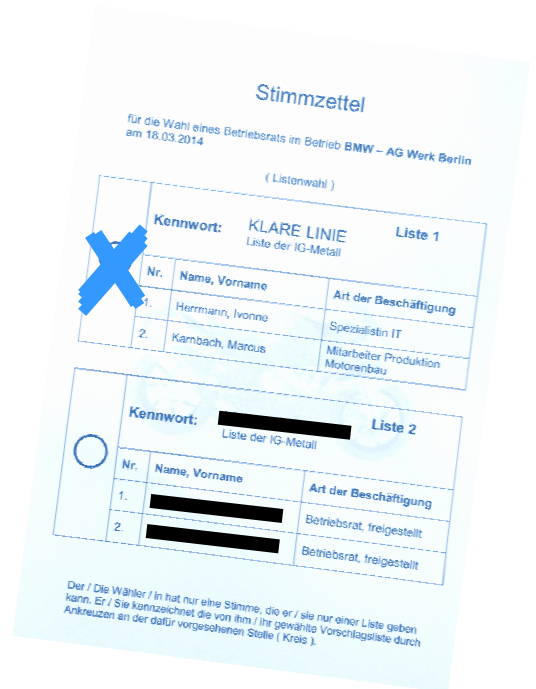 Stimmzettel
für die Wahl eines Betriebsrats im Betrieb BMW – AG Werk Berlin
am 18.03.2014
( Listenwahl )
Kennwort: KLARE LINIE Liste 1
Liste der IG-Metall
Nr. Name, Vorname Art der Beschäftigung
1. Herrmann, Ivonne Spezialistin IT
2. Karnbach, Marcus Mitarbeiter Produktion
Motorenbau
Kennwort: Liste 2
Liste der IG-Metall
Nr. Name, Vorname Art der Beschäftigung
1. Betriebsrat, freigestellt
2. Betriebsrat, freigestellt
Der / Die Wähler / in hat nur eine Stimme, die er / sie nur einer Liste geben
kann. Er / Sie kennzeichnet die von ihm / ihr gewählte Vorschlagsliste durch
Ankreuzen an der dafür vorgesehenen Stelle ( Kreis ).